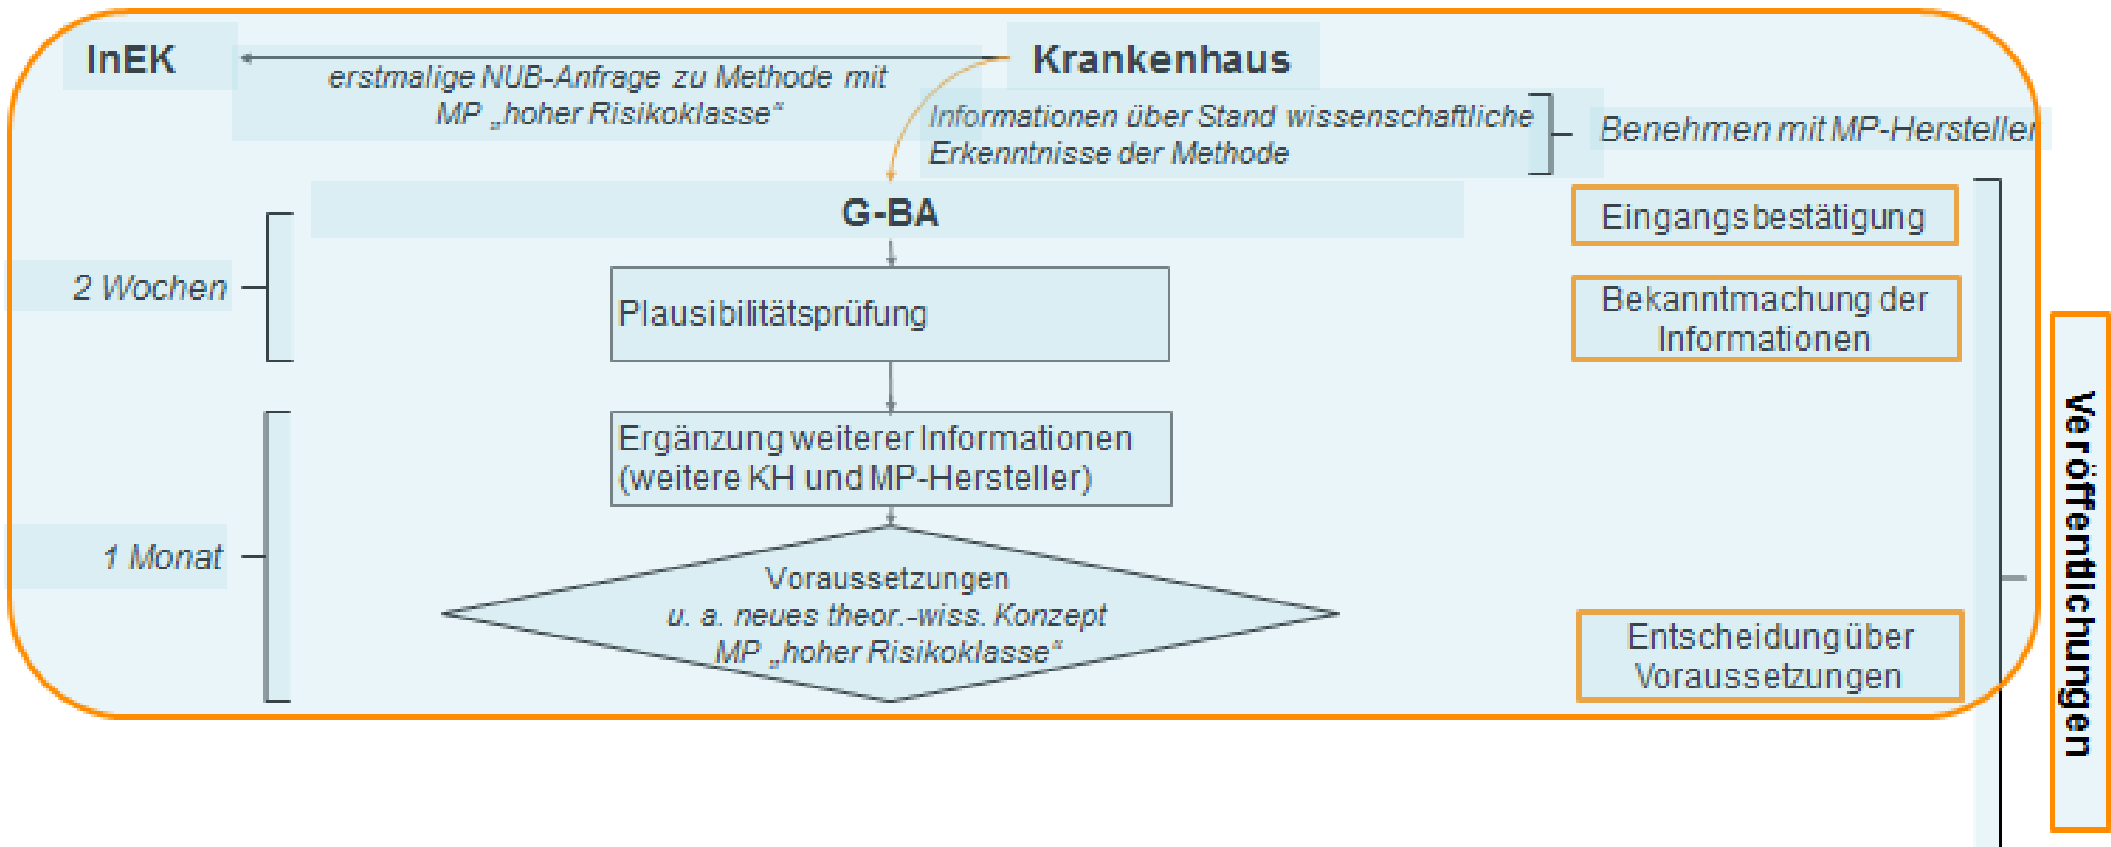 InEK
Krankenhaus
erstmalige NUB-Anfrage zu Methode mit
MP „hoher Risikoklasse“
Informationen über Stand wissenschaftliche
Erkenntnisse der Methode
Benehmen mit MP-Hersteller
G-BA
Eingangsbestätigung
2 Wochen
Plausibilitätsprüfung
Bekanntmachung der
Informationen
Ergänzung weiterer Informationen
(weitere KH und MP-Hersteller)
1 Monat
Voraussetzungen
u. a. neues theor.-wiss. Konzept
MP „hoher Risikoklasse“
Entscheidung über
Voraussetzungen
Veröffentlichungen